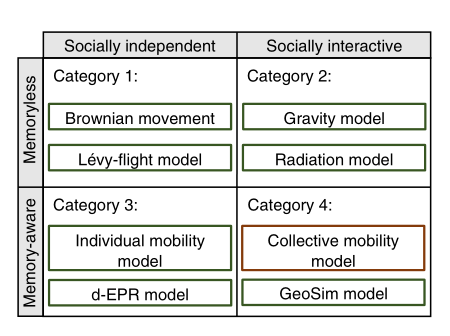 Socially independent
Socially interactive
Memoryless
Category 1:
Brownian movement
Lévy-flight model
Category 2:
Gravity model
Radiation model
Memory-aware
Category 3:
Individual mobility
model
d-EPR model
Category 4:
Collective mobility
model
GeoSim model